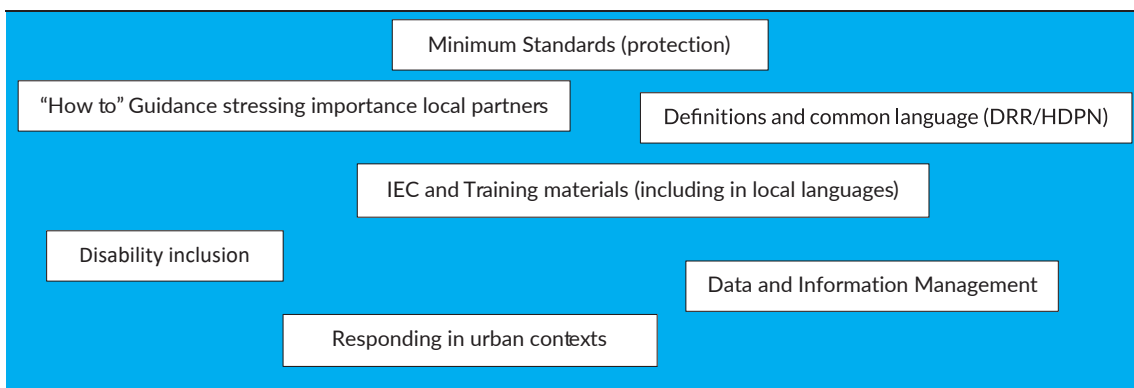 Minimum Standards (protection)
“How to” Guidance stressing importance local partners
Definitions and common language (DRR/HDPN)
IEC and Training materials (including in local languages)
Disability inclusion
Data and Information Management
Responding in urban contexts